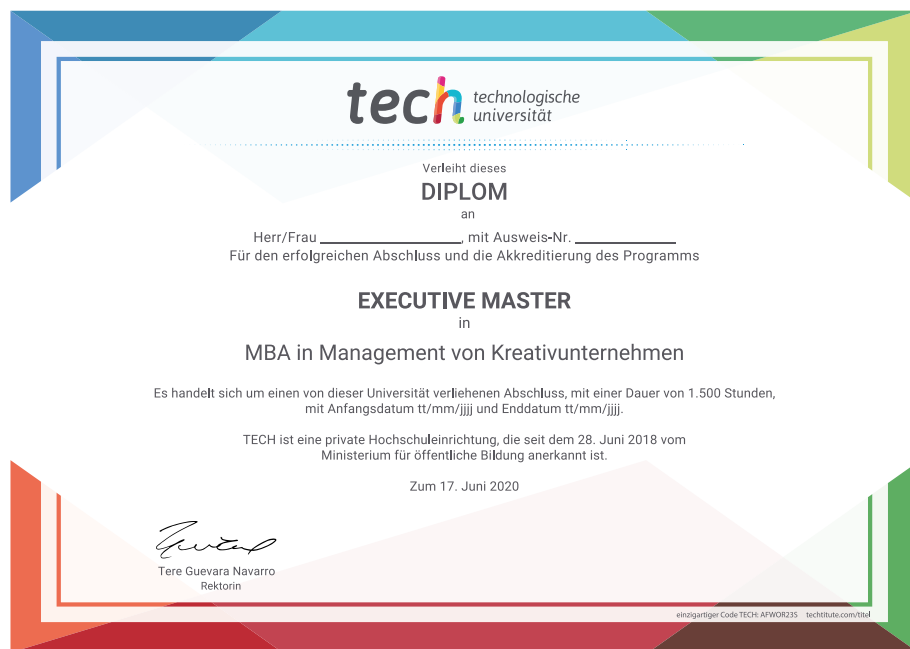 tech technologische
universität
Verleiht dieses
DIPLOM
an
Herr/Frau ____________________, mit Ausweis-Nr. ______________
Für den erfolgreichen Abschluss und die Akkreditierung des Programms
EXECUTIVE MASTER
in
MBA in Management von Kreativunternehmen
Es handelt sich um einen von dieser Universität verliehenen Abschluss, mit einer Dauer von 1.500 Stunden,
mit Anfangsdatum tt/mm/jjjj und Enddatum tt/mm/jjjj.
TECH ist eine private Hochschuleinrichtung, die seit dem 28. Juni 2018 vom
Ministerium für öffentliche Bildung anerkannt ist.
Zum 17. Juni 2020
Tere Guevara Navarro
Rektorin
einzigartiger Code TECH: AFWOR23S techtitute.com/titel